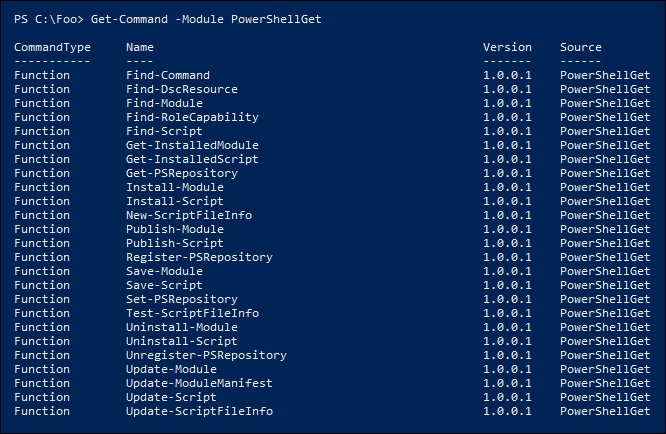 PS C:\Foo> Get-Command -Module PowerShellGet
CommandType Name Version Source
----------- ---- ------- ------
Function Find-Command 1.0.0.1 PowerShellGet
Function Find-DscResource 1.0.0.1 PowerShellGet
Function Find-Module 1.0.0.1 PowerShellGet
Function Find-RoleCapability 1.0.0.1 PowerShellGet
Function Find-Script 1.0.0.1 PowerShellGet
Function Get-InstalledModule 1.0.0.1 PowerShellGet
Function Get-InstalledScript 1.0.0.1 PowerShellGet
Function Get-PSRepository 1.0.0.1 PowerShellGet
Function Install-Module 1.0.0.1 PowerShellGet
Function Install-Script 1.0.0.1 PowerShellGet
Function New-ScriptFileInfo 1.0.0.1 PowerShellGet
Function Publish-Module 1.0.0.1 PowerShellGet
Function Publish-Script 1.0.0.1 PowerShellGet
Function Register-PSRepository 1.0.0.1 PowerShellGet
Function Save-Module 1.0.0.1 PowerShellGet
Function Save-Script 1.0.0.1 PowerShellGet
Function Set-PSRepository 1.0.0.1 PowerShellGet
Function Test-ScriptFileInfo 1.0.0.1 PowerShellGet
Function Uninstall-Module 1.0.0.1 PowerShellGet
Function Uninstall-Script 1.0.0.1 PowerShellGet
Function Unregister-PSRepository 1.0.0.1 PowerShellGet
Function Update-Module 1.0.0.1 PowerShellGet
Function Update-ModuleManifest 1.0.0.1 PowerShellGet
Function Update-Script 1.0.0.1 PowerShellGet
Function Update-ScriptFileInfo 1.0.0.1 PowerShellGet